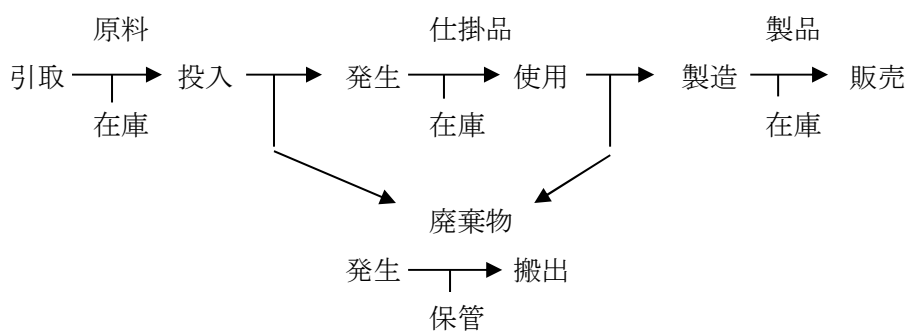 原料 仕掛品 製品
引取 投入 発生 使用 製造 販売
在庫 在庫 在庫
廃棄物
発生 搬出
保管